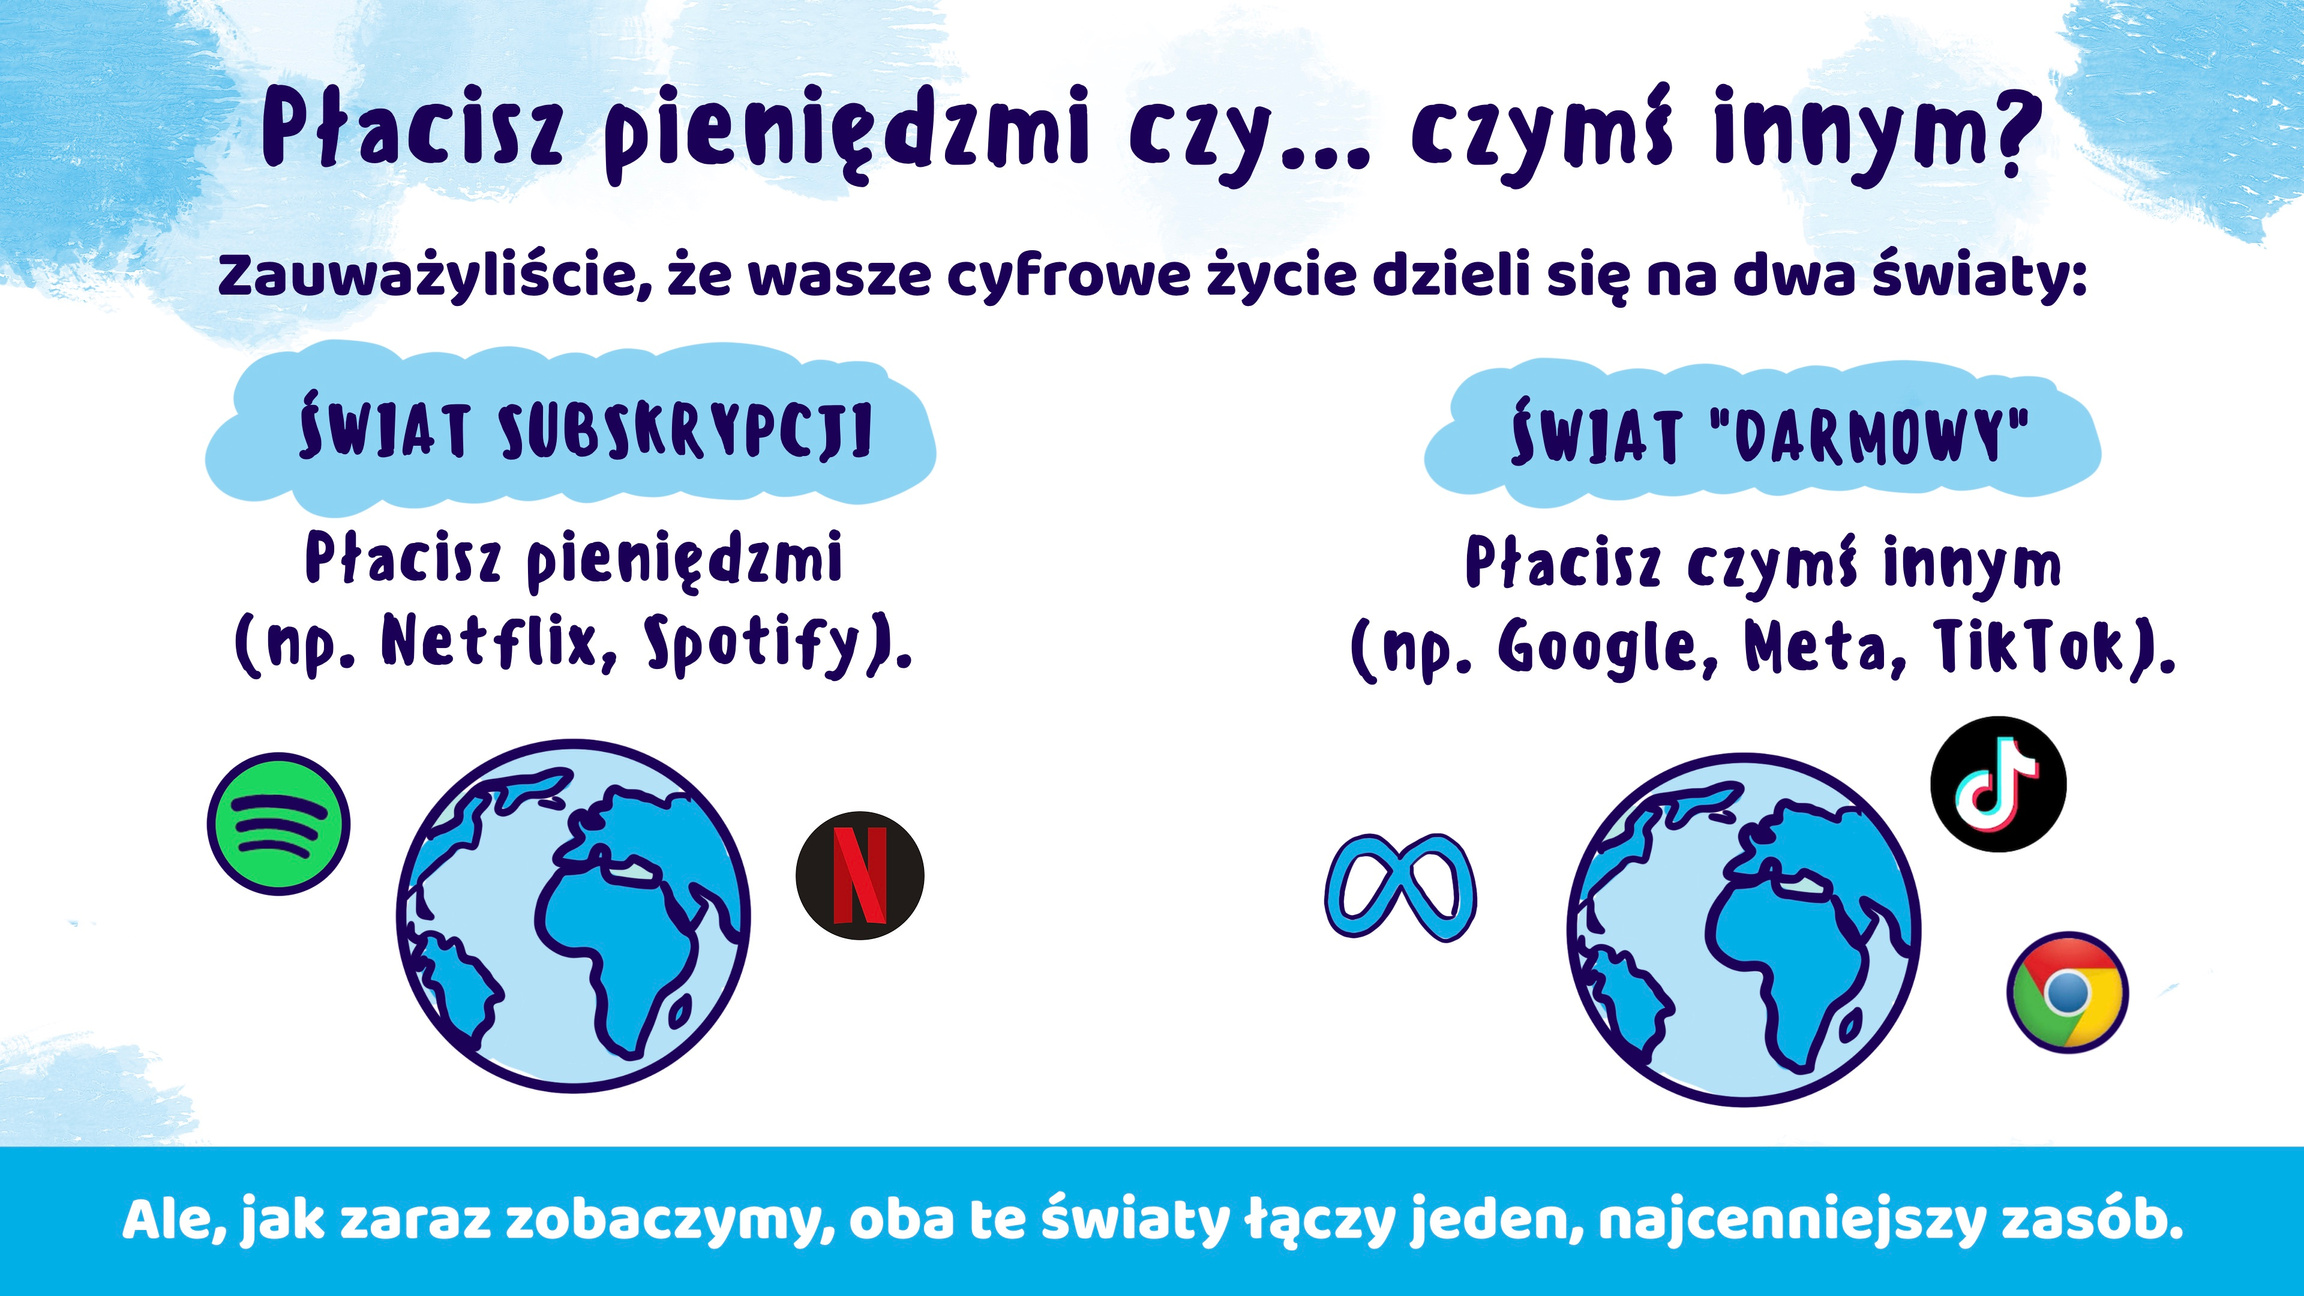 Płacisz pieniędzmi czy... czymś innym?
Zauważyliście, że wasze cyfrowe życie dzieli się na dwa światy:
ŚWIAT SUBSKRYPCJI
Płacisz pieniędzmi
(np. Netflix, Spotify).
ŚWIAT "DARMOWY"
Płacisz czymś innym
(np. Google, Meta, TikTok).
N
Ale, jak zaraz zobaczymy, oba te światy łączy jeden, najcenniejszy zasób.